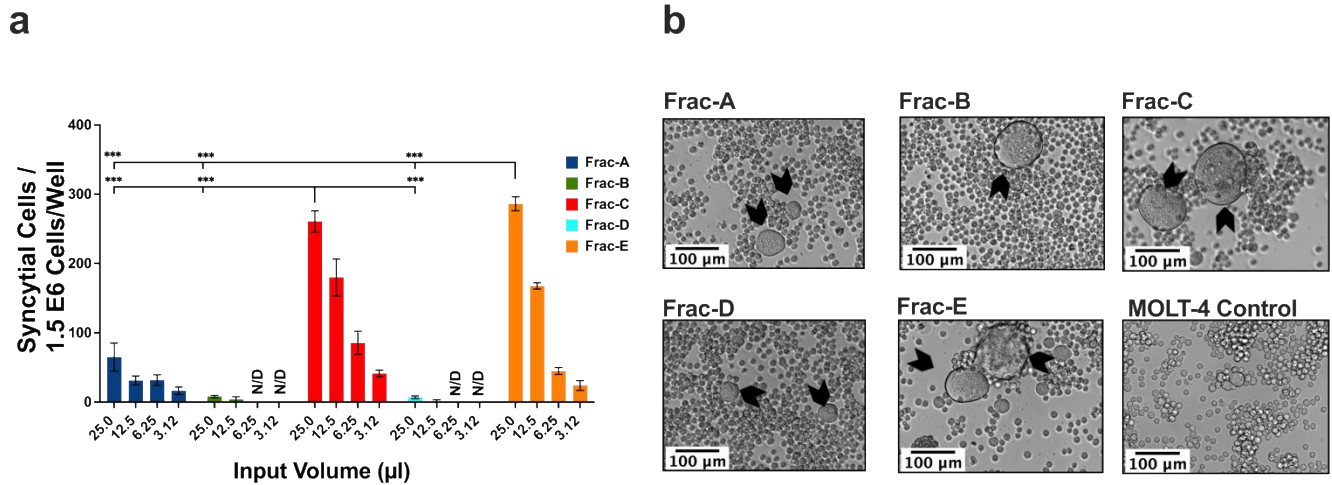 a
b
400
300
200
100
0
Syncytial Cells /
1.5 E6 Cells/Well
*** *** ***
*** *** ***
Frac-A
Frac-B
Frac-C
Frac-D
Frac-E
N/D N/D N/D N/D
25.0 12.5 6.25 3.12 25.0 12.5 6.25 3.12 25.0 12.5 6.25 3.12 25.0 12.5 6.25 3.12 25.0 12.5 6.25 3.12
Input Volume (µl)
Frac-A Frac-B Frac-C
100 µm 100 µm 100 µm
Frac-D Frac-E MOLT-4 Control
100 µm 100 µm 100 µm